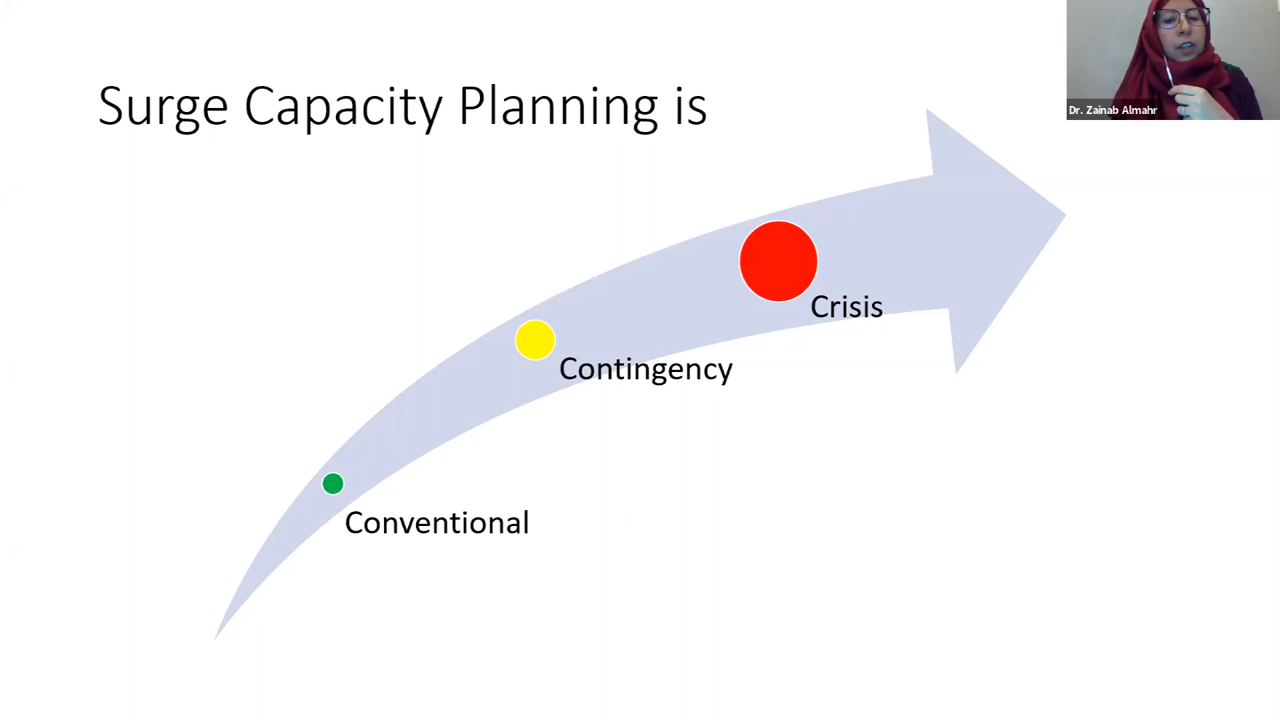 Surge Capacity Planning is
Dr. Zainab Almahr
Crisis
Contingency
Conventional